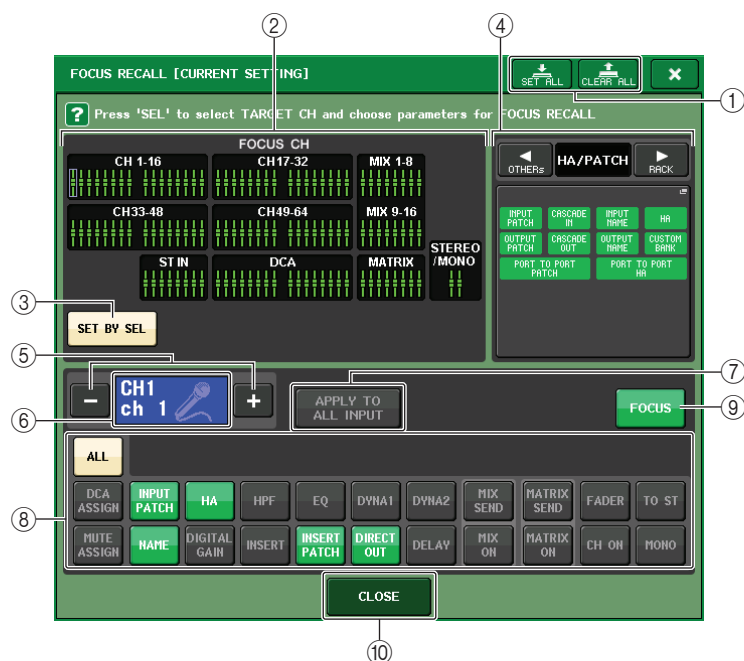 ② ④
FOCUS RECALL [CURRENT SETTING]
SET ALL CLEAR ALL ×
①
? Press 'SEL' to select TARGET CH and choose parameters for FOCUS RECALL
FOCUS CH
CH 1-16 CH17-32 MIX 1-8
CH33-48 CH49-64 MIX 9-16
ST IN DCA MATRIX STEREO /MONO
OTHERs HA/PATCH RACK
INPUT PATCH CASCADE IN INPUT NAME HA
OUTPUT PATCH CASCADE OUT OUTPUT NAME CUSTOM BANK
PORT TO PORT PATCH PORT TO PORT HA
③
SET BY SEL
⑤
⑦
− CH1 +
ch 1
⑥
APPLY TO
ALL INPUT
FOCUS
⑨
ALL
⑧
DCA ASSIGN INPUT PATCH HA HPF EQ DYNA1 DYNA2 MIX SEND MATRIX SEND FADER TO ST
MUTE ASSIGN NAME DIGITAL GAIN INSERT INSERT PATCH DIRECT OUT DELAY MIX ON MATRIX ON CH ON MONO
CLOSE
⑩